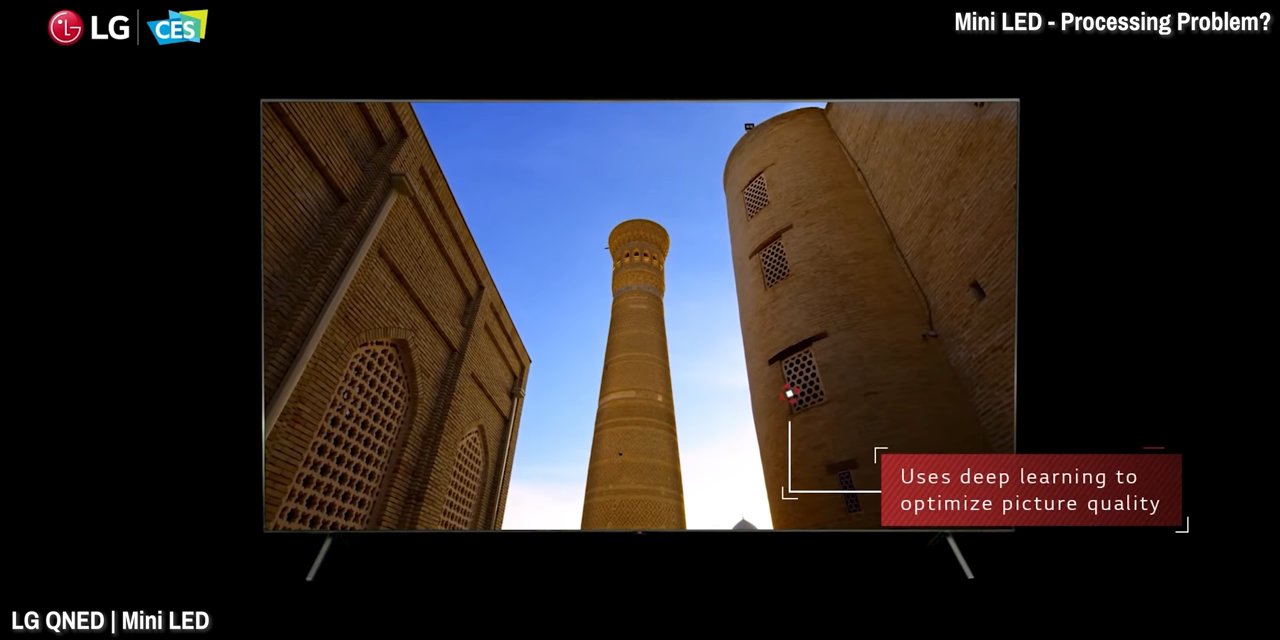 LG
CES
Mini LED - Processing Problem?
Uses deep learning to
optimize picture quality
LG QNED | Mini LED